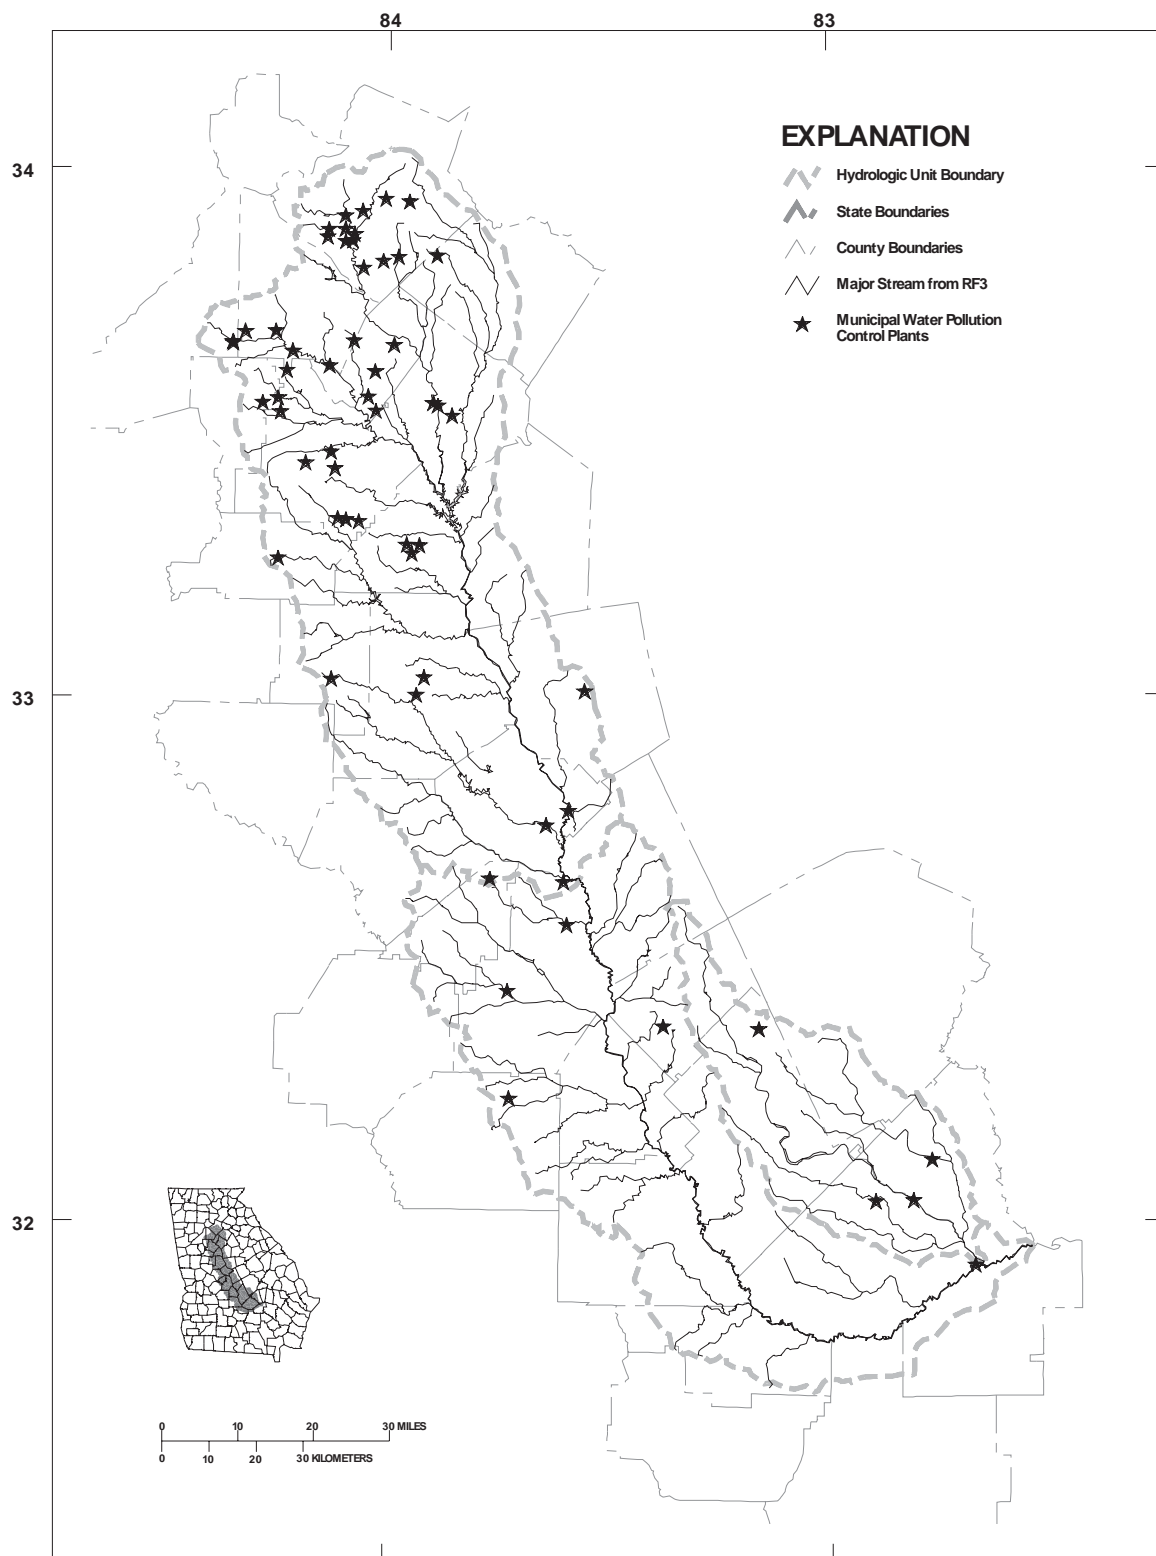 84
83
34
EXPLANATION
Hydrologic Unit Boundary
State Boundaries
County Boundaries
Major Stream from RF3
Municipal Water Pollution
Control Plants
33
32
0 10 20 30 MILES
0 10 20 30 KILOMETERS